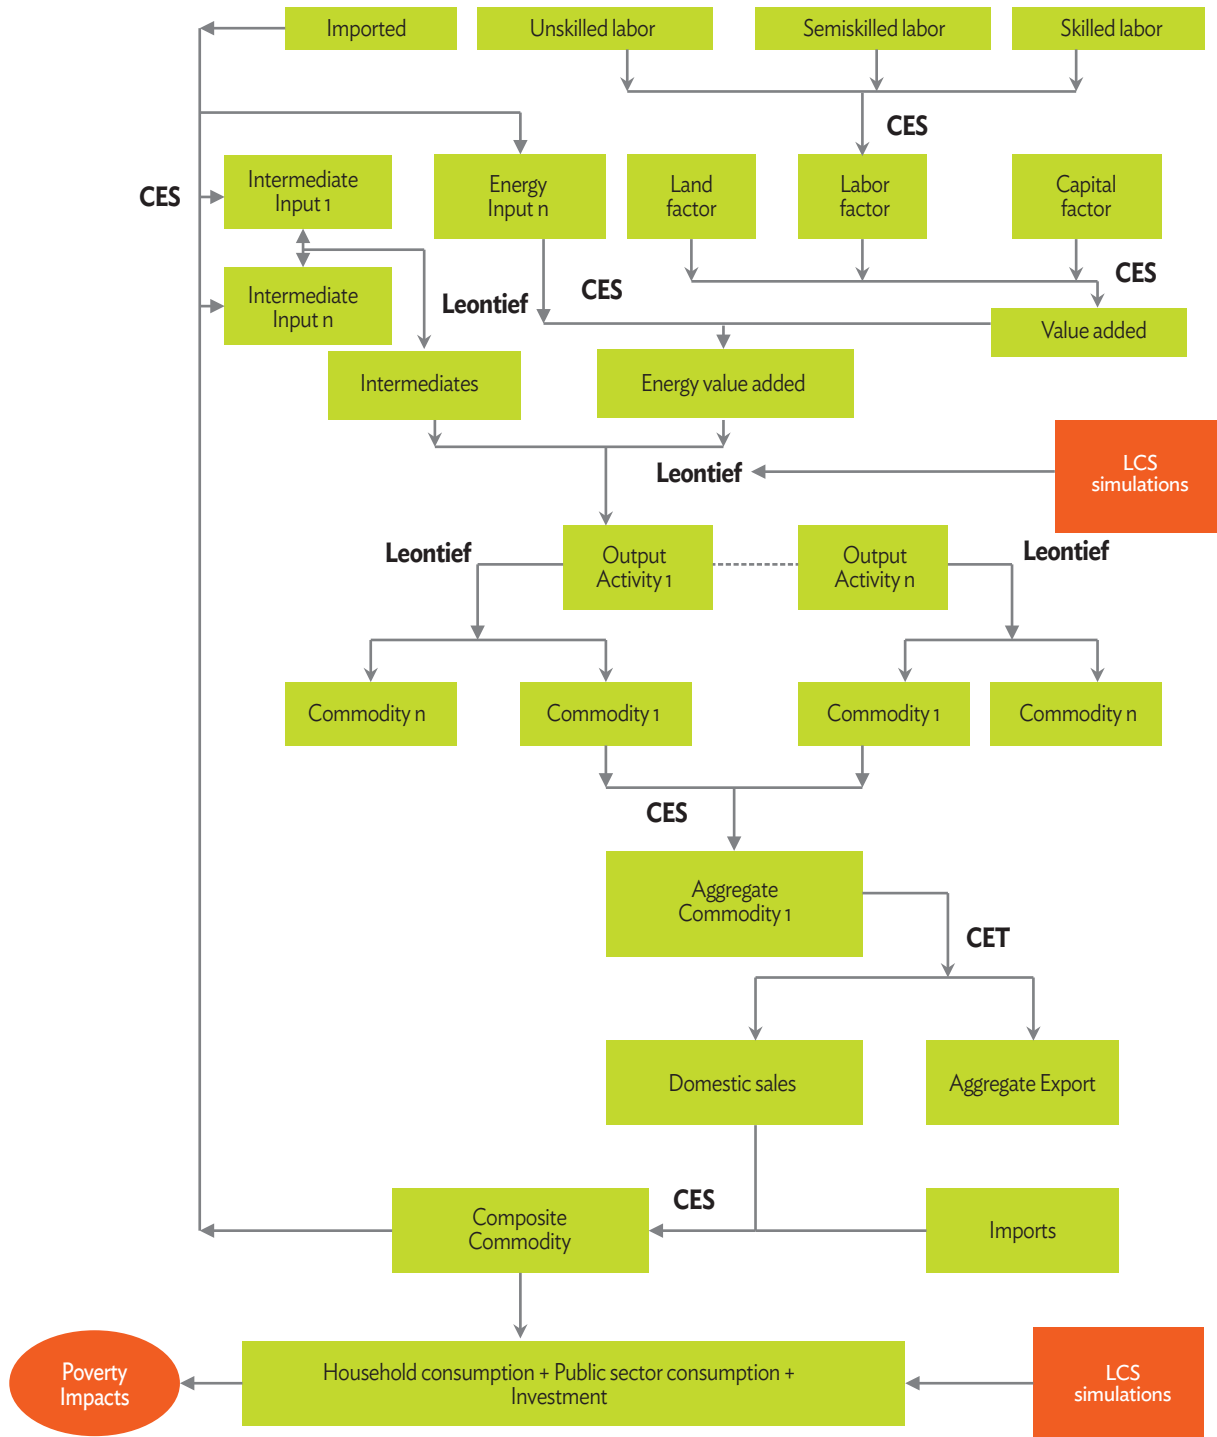 Imported
Unskilled labor
Semiskilled labor
Skilled labor
CES
CES
Intermediate
Input 1
Energy
Input n
Land
factor
Labor
factor
Capital
factor
Intermediate
Input n
Leontief
CES
CES
Value added
Intermediates
Energy value added
Leontief
LCS
simulations
Leontief
Output
Activity 1
Output
Activity n
Leontief
Commodity n
Commodity 1
Commodity 1
Commodity n
CES
Aggregate
Commodity 1
CET
Domestic sales
Aggregate Export
CES
Composite
Commodity
Imports
Poverty
Impacts
Household consumption + Public sector consumption +
Investment
LCS
simulations